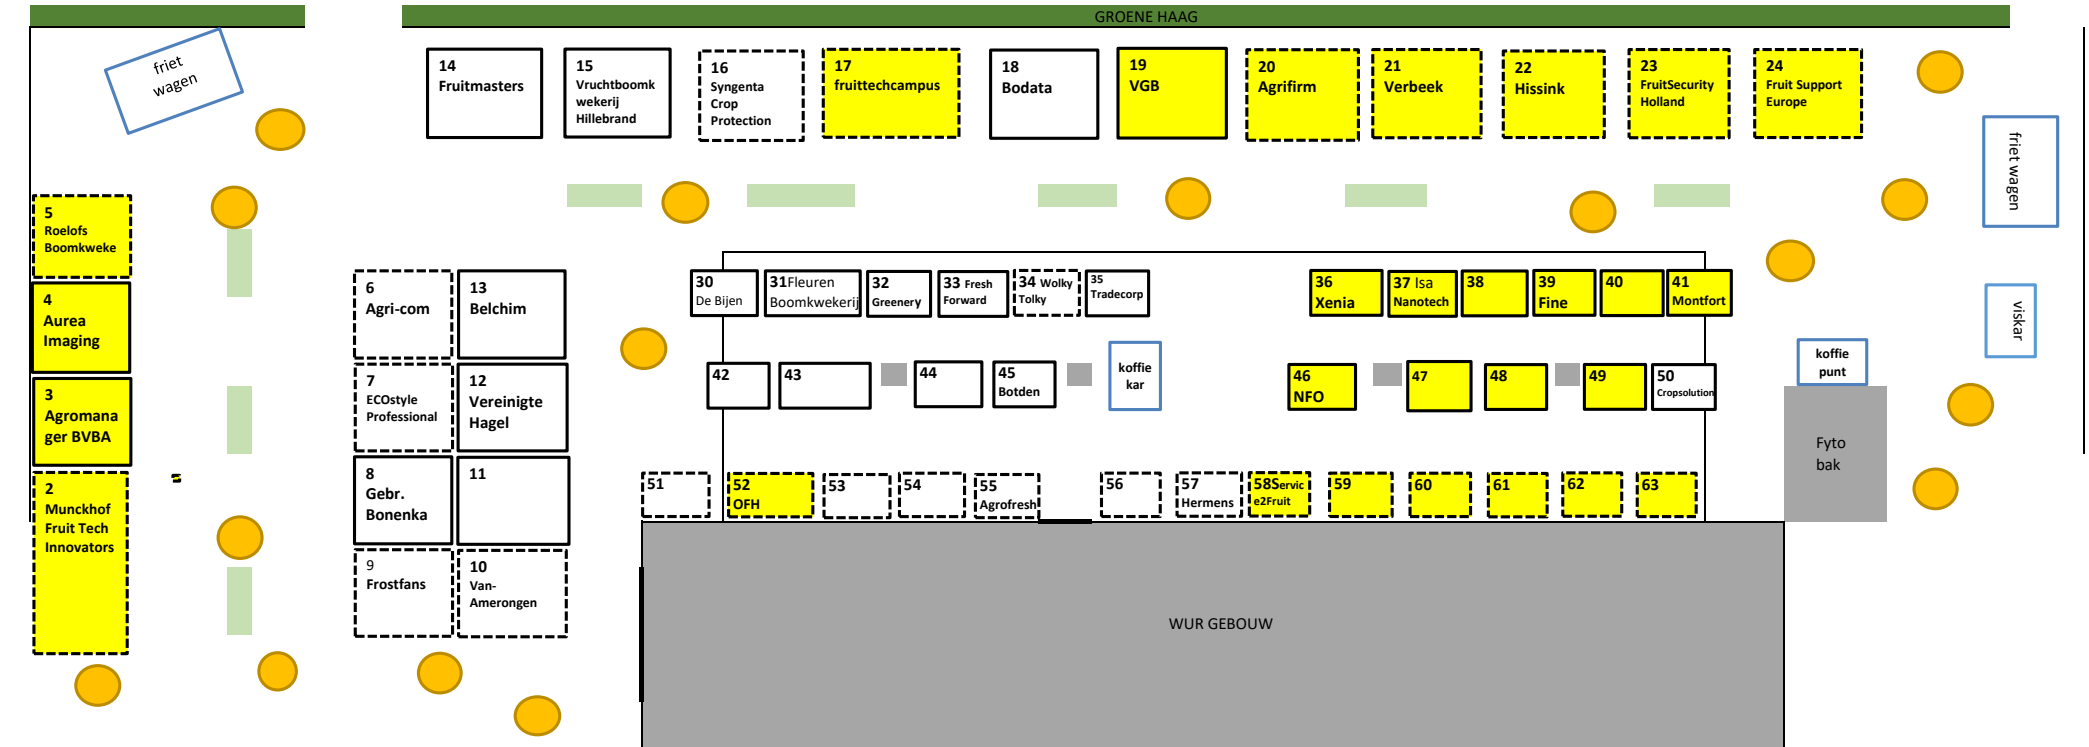 GROENE HAAG
friet
wagen
14
Fruitmasters
15
Vruchtboomk
wekerij
Hillebrand
16
Syngenta
Crop
Protection
17
fruittechcampus
18
Bodata
19
VGB
20
Agrifirm
21
Verbeek
22
Hissink
23
FruitSecurity
Holland
24
Fruit Support
Europe
friet wagen
5
Roelofs
Boomkweke
4
Aurea
Imaging
3
Agromana
ger BVBA
2
Munckhof
Fruit Tech
Innovators
6
Agri-com
13
Belchim
7
ECOstyle
Professional
12
Vereinigte
Hagel
8
Gebr.
Bonenka
11
9
Frostfans
10
Van-
Amerongen
30
De Bijen
31Fleuren
Boomkwekerij
32
Greenery
33 Fresh
Forward
34 Wolky
Tolky
35
Tradecorp
36
Xenia
37 Isa
Nanotech
38
39
Fine
40
41
Montfort
viskar
42
43
44
45
Botden
koffie
kar
46
NFO
47
48
49
50
Cropsolution
koffie
punt
Fyto
bak
51
52
OFH
53
54
55
Agrofresh
56
57
Hermens
58Servic
e2Fruit
59
60
61
62
63
WUR GEBOUW